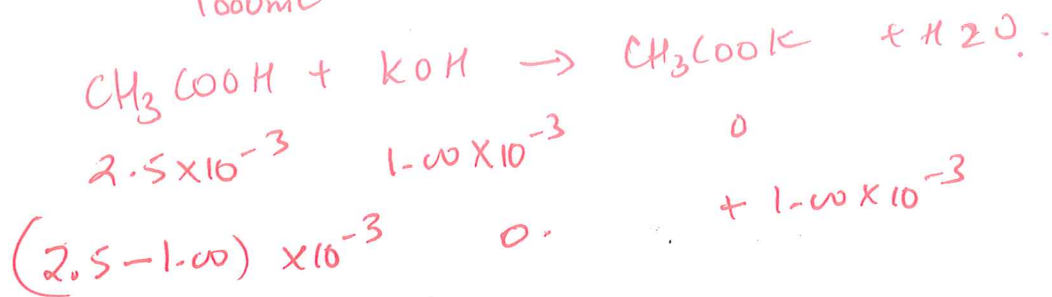 1000ml
CH3COOH + KOH → CH3COOK + H2O.
2.5×10⁻³ 1.00×10⁻³ 0
(2.5-1.00) ×10⁻³ 0. + 1.00×10⁻³